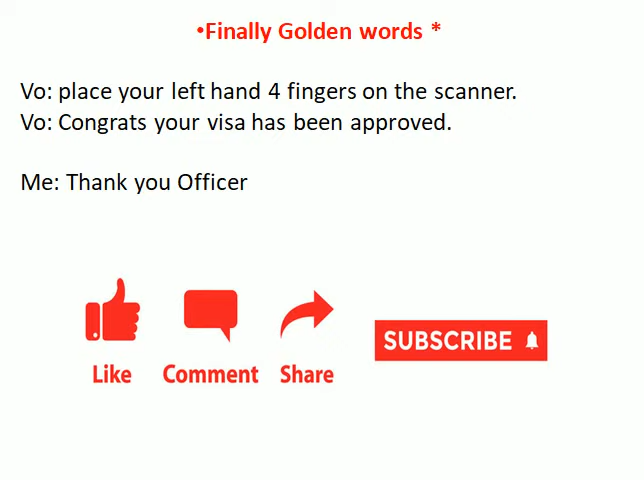 •Finally Golden words *
Vo: place your left hand 4 fingers on the scanner.
Vo: Congrats your visa has been approved.
Me: Thank you Officer
Like Comment Share SUBSCRIBE